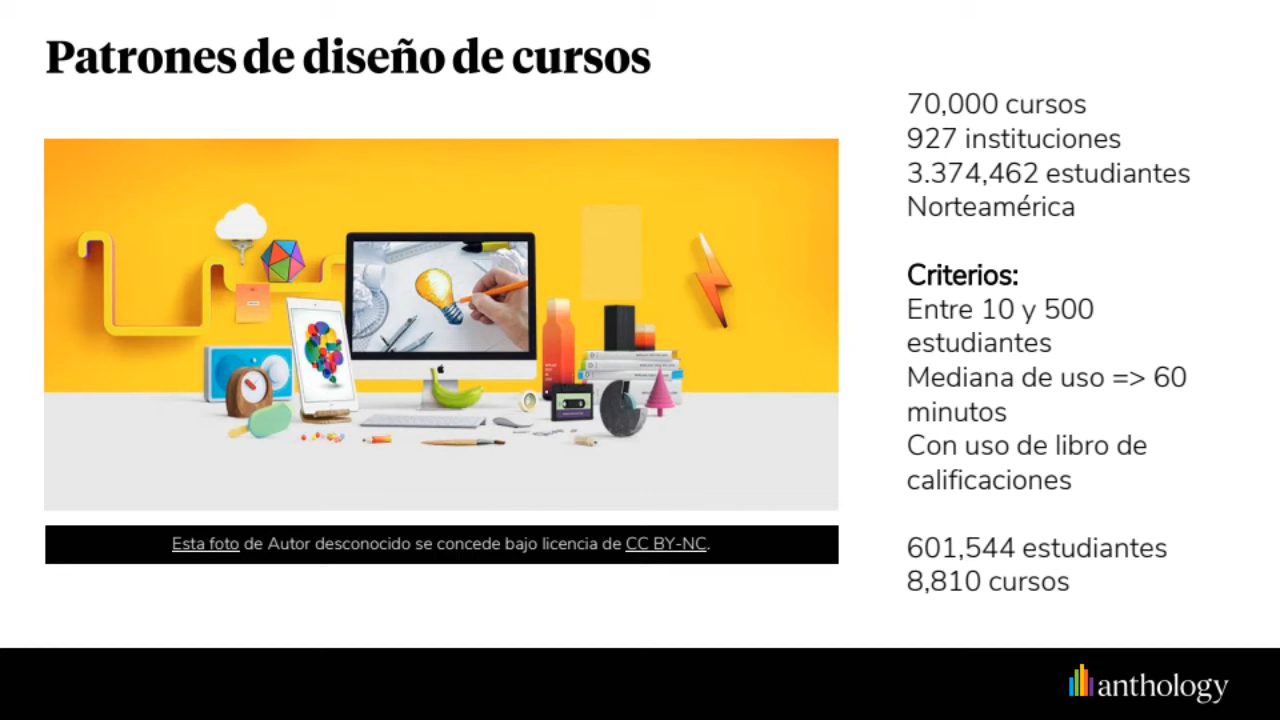 Patrones de diseño de cursos
70,000 cursos
927 instituciones
3.374,462 estudiantes
Norteamérica
Criterios:
Entre 10 y 500
estudiantes
Mediana de uso => 60
minutos
Con uso de libro de
calificaciones
601,544 estudiantes
8,810 cursos
Esta foto de Autor desconocido se concede bajo licencia de CC BY-NC.
anthology